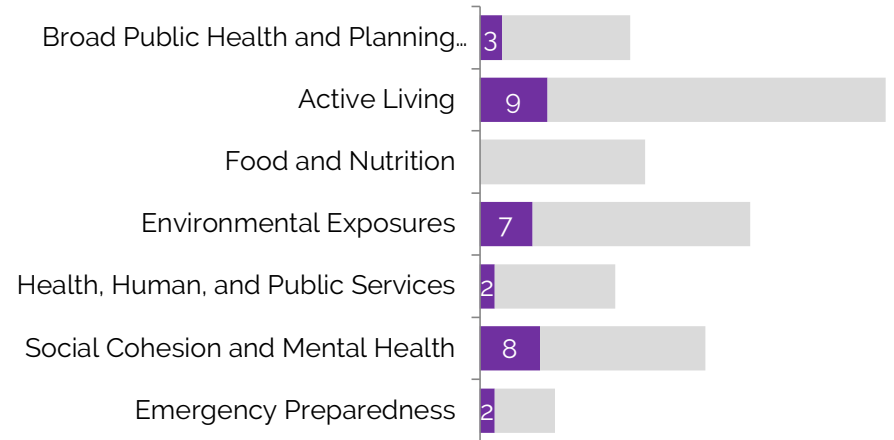 Broad Public Health and Planning… 3
Active Living 9
Food and Nutrition
Environmental Exposures 7
Health, Human, and Public Services 2
Social Cohesion and Mental Health 8
Emergency Preparedness 2